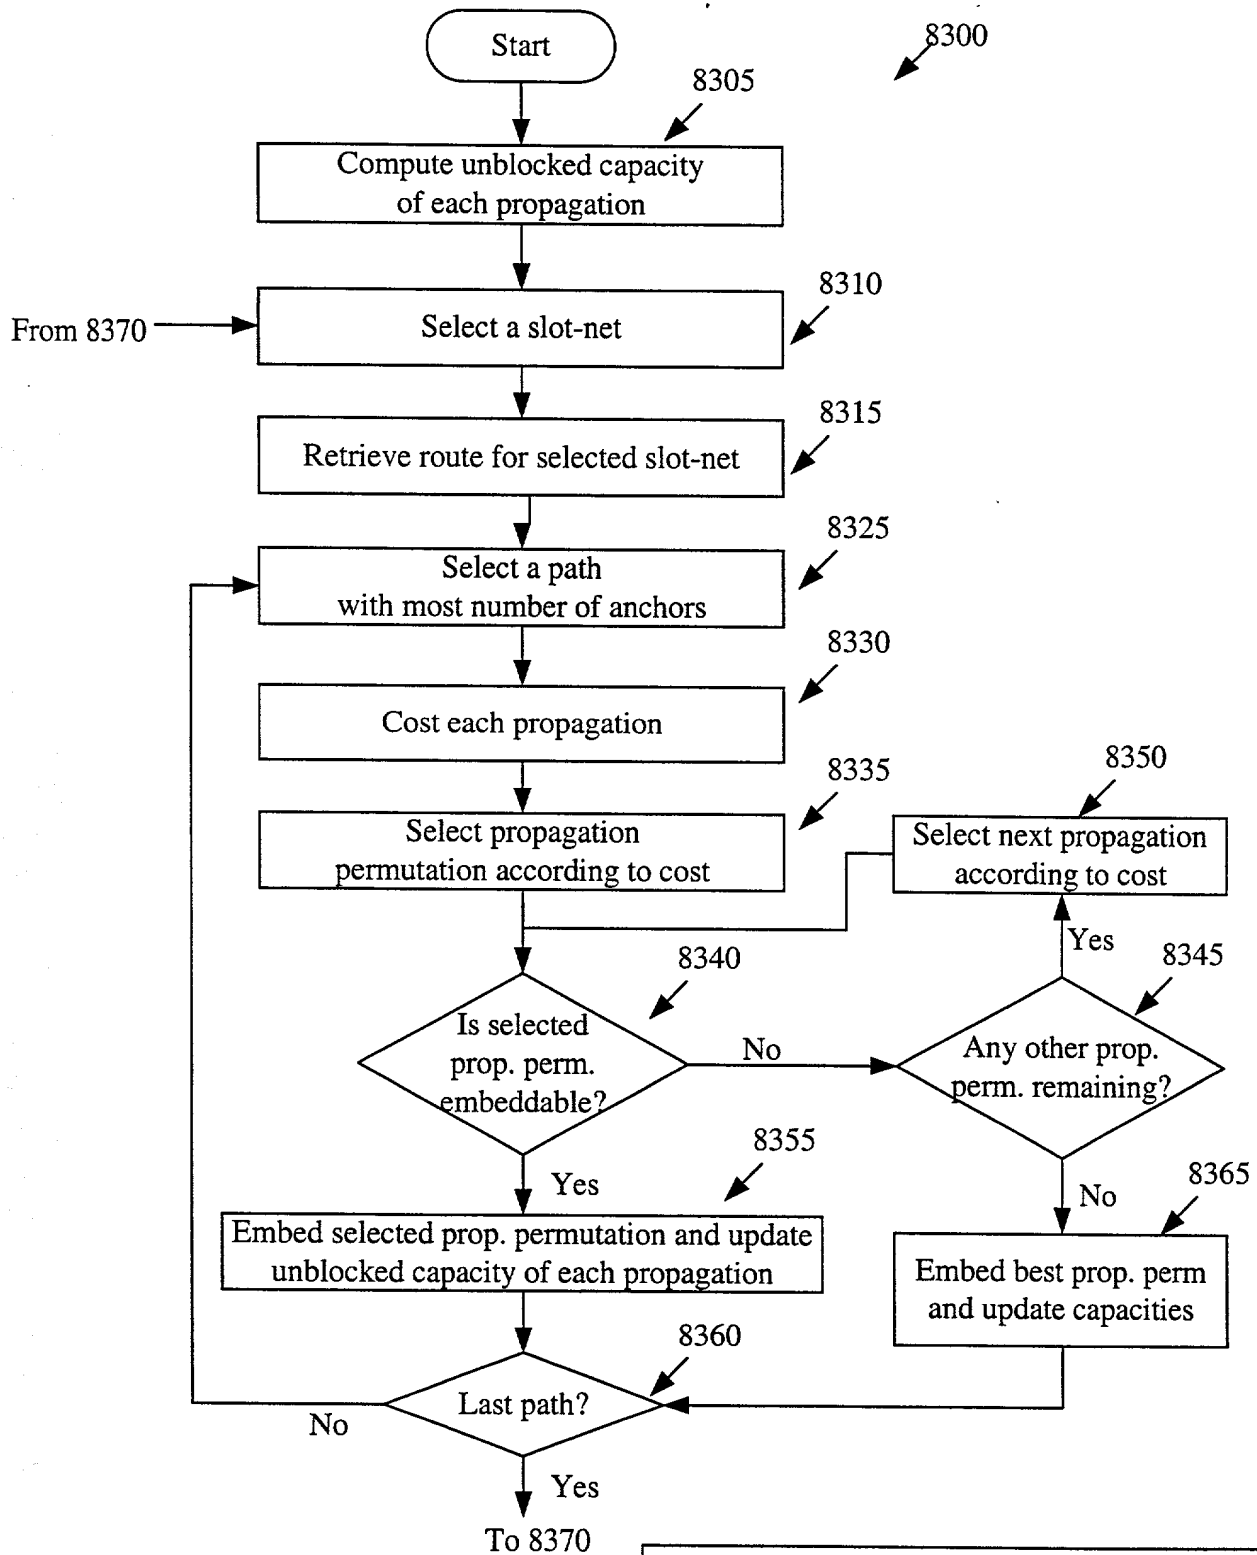 Start
8300
8305
Compute unblocked capacity
of each propagation
8310
From 8370
Select a slot-net
8315
Retrieve route for selected slot-net
8325
Select a path
with most number of anchors
8330
Cost each propagation
8335
Select propagation
permutation according to cost
8350
Select next propagation
according to cost
Yes
8340
Is selected
prop. perm.
embeddable?
No
8345
Any other prop.
perm. remaining?
8355
Yes
No
8365
Embed selected prop. permutation and update
unblocked capacity of each propagation
Embed best prop. perm
and update capacities
8360
Last path?
No
Yes
To 8370